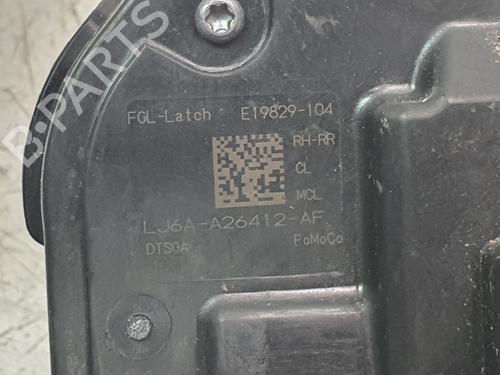 FGL-Latch E19829-104
RH-RR
CL
MCL
LJ6A-A26412-AF
DTSGA FoMoCo
B-PARTS